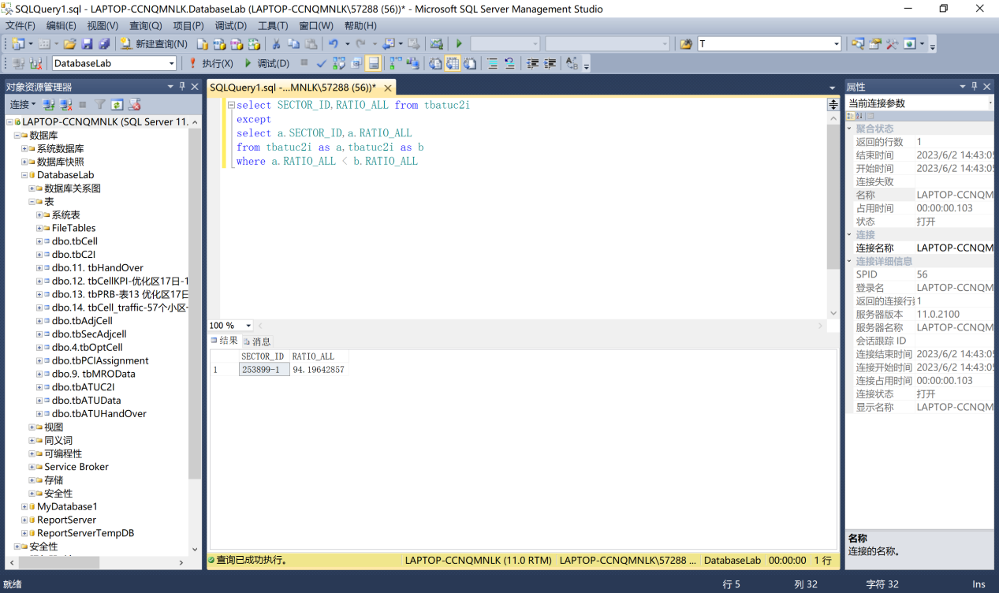 SQLQuery1.sql - LAPTOP-CCNQMNLK.DatabaseLab (LAPTOP-CCNQMNLK\57288 (56))* - Microsoft SQL Server Management Studio
文件(F) 编辑(E) 视图(V) 查询(Q) 项目(P) 调试(D) 工具(T) 窗口(W) 帮助(H)
新建查询(N) T
DatabaseLab 执行(X) 调试(D)
对象资源管理器
连接
LAPTOP-CCNQMNLK (SQL Server 11.
数据库
系统数据库
数据库快照
DatabaseLab
数据库关系图
表
系统表
FileTables
dbo.tbCell
dbo.tbC2I
dbo.11. tbHandOver
dbo.12. tbCellKPI-优化区17日-1
dbo.13. tbPRB-表13 优化区17日
dbo.14. tbCell_traffic-57个小区-
dbo.tbAdjCell
dbo.tbSecAdjcell
dbo.4.tbOptCell
dbo.tbPCIAssignment
dbo.9. tbMROData
dbo.tbATUC2I
dbo.tbATUData
dbo.tbATUHandOver
视图
同义词
可编程性
Service Broker
存储
安全性
MyDatabase1
ReportServer
ReportServerTempDB
安全性
SQLQuery1.sql -...MNLK\57288 (56))*
select SECTOR_ID,RATIO_ALL from tbatuc2i
except
select a.SECTOR_ID,a.RATIO_ALL
from tbatuc2i as a,tbatuc2i as b
where a.RATIO_ALL < b.RATIO_ALL
100 %
结果 消息
SECTOR_ID RATIO_ALL
1 253899-1 94.19642857
查询已成功执行。 LAPTOP-CCNQMNLK (11.0 RTM) LAPTOP-CCNQMNLK\57288 ... DatabaseLab 00:00:00 1 行
属性
当前连接参数
聚合状态
返回的行数 1
结束时间 2023/6/2 14:43:05
开始时间 2023/6/2 14:43:05
连接失败
名称 LAPTOP-CCNQM
占用时间 00:00:00.103
状态 打开
连接
连接名称 LAPTOP-CCNQM
连接详细信息
SPID 56
登录名 LAPTOP-CCNQM
返回的连接行数 1
服务器版本 11.0.2100
服务器名称 LAPTOP-CCNQM
会话跟踪 ID
连接结束时间 2023/6/2 14:43:05
连接开始时间 2023/6/2 14:43:05
连接占用时间 00:00:00.103
连接状态 打开
显示名称 LAPTOP-CCNQM
名称
连接的名称。
就绪 行 5 列 32 字符 32 Ins